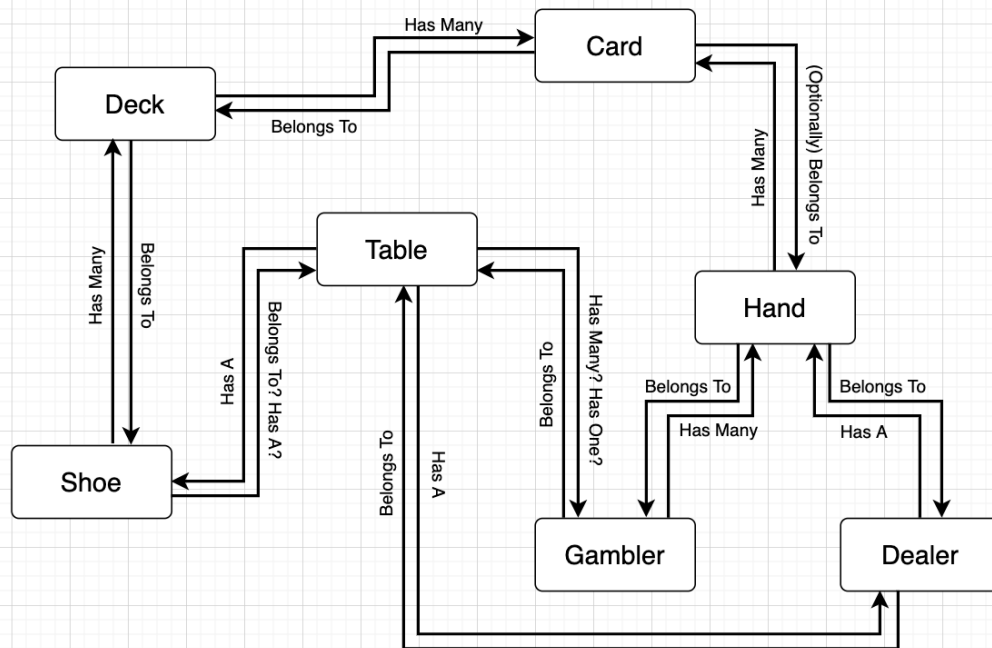 Has Many
Card
Deck
Belongs To
Has Many
(Optionally) Belongs To
Has Many
Belongs To
Table
Hand
Has A
Belongs To? Has A?
Belongs To
Has Many? Has One?
Belongs To
Belongs To
Has Many
Has A
Belongs To
Has A
Shoe
Gambler
Dealer